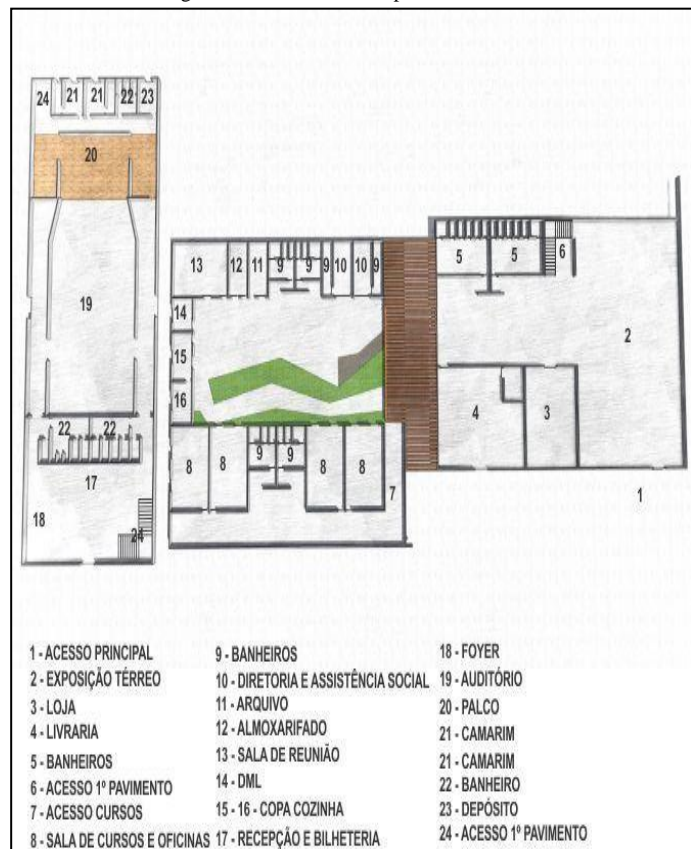 24 21 21 22 23
20
19
22 22
17
18
24
13 12 11 9 9 9 10 10 9
14
15
16
8 8 9 9 8 8
7
5 5 6
2
4 3
1
1 - ACESSO PRINCIPAL
2 - EXPOSIÇÃO TÉRREO
3 - LOJA
4 - LIVRARIA
5 - BANHEIROS
6 - ACESSO 1º PAVIMENTO
7 - ACESSO CURSOS
8 - SALA DE CURSOS E OFICINAS
9 - BANHEIROS
10 - DIRETORIA E ASSISTÊNCIA SOCIAL
11 - ARQUIVO
12 - ALMOXARIFADO
13 - SALA DE REUNIÃO
14 - DML
15 - 16 - COPA COZINHA
17 - RECEPÇÃO E BILHETERIA
18 - FOYER
19 - AUDITÓRIO
20 - PALCO
21 - CAMARIM
21 - CAMARIM
22 - BANHEIRO
23 - DEPÓSITO
24 - ACESSO 1º PAVIMENTO